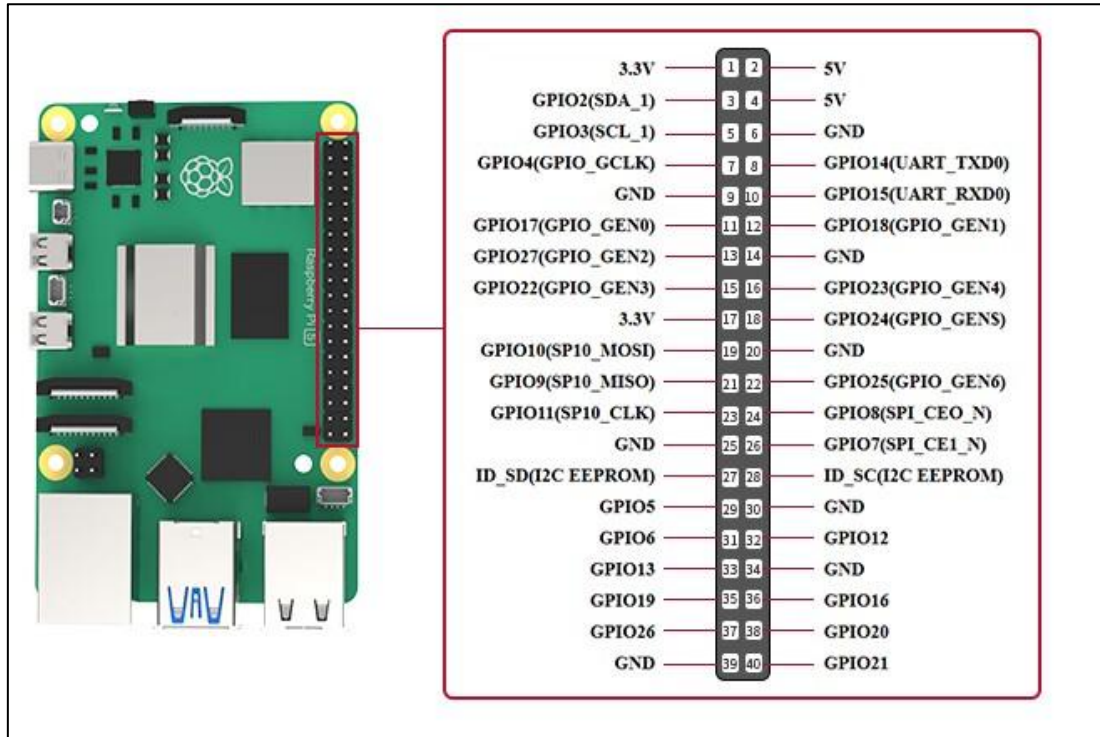 3.3V 1 2 5V
GPIO2(SDA_1) 3 4 5V
GPIO3(SCL_1) 5 6 GND
GPIO4(GPIO_GCLK) 7 8 GPIO14(UART_TXD0)
GND 9 10 GPIO15(UART_RXD0)
GPIO17(GPIO_GEN0) 11 12 GPIO18(GPIO_GEN1)
GPIO27(GPIO_GEN2) 13 14 GND
GPIO22(GPIO_GEN3) 15 16 GPIO23(GPIO_GEN4)
3.3V 17 18 GPIO24(GPIO_GENS)
GPIO10(SP10_MOSI) 19 20 GND
GPIO9(SP10_MISO) 21 22 GPIO25(GPIO_GEN6)
GPIO11(SP10_CLK) 23 24 GPIO8(SPI_CEO_N)
GND 25 26 GPIO7(SPI_CE1_N)
ID_SD(I2C EEPROM) 27 28 ID_SC(I2C EEPROM)
GPIO5 29 30 GND
GPIO6 31 32 GPIO12
GPIO13 33 34 GND
GPIO19 35 36 GPIO16
GPIO26 37 38 GPIO20
GND 39 40 GPIO21
Raspberry Pi 5